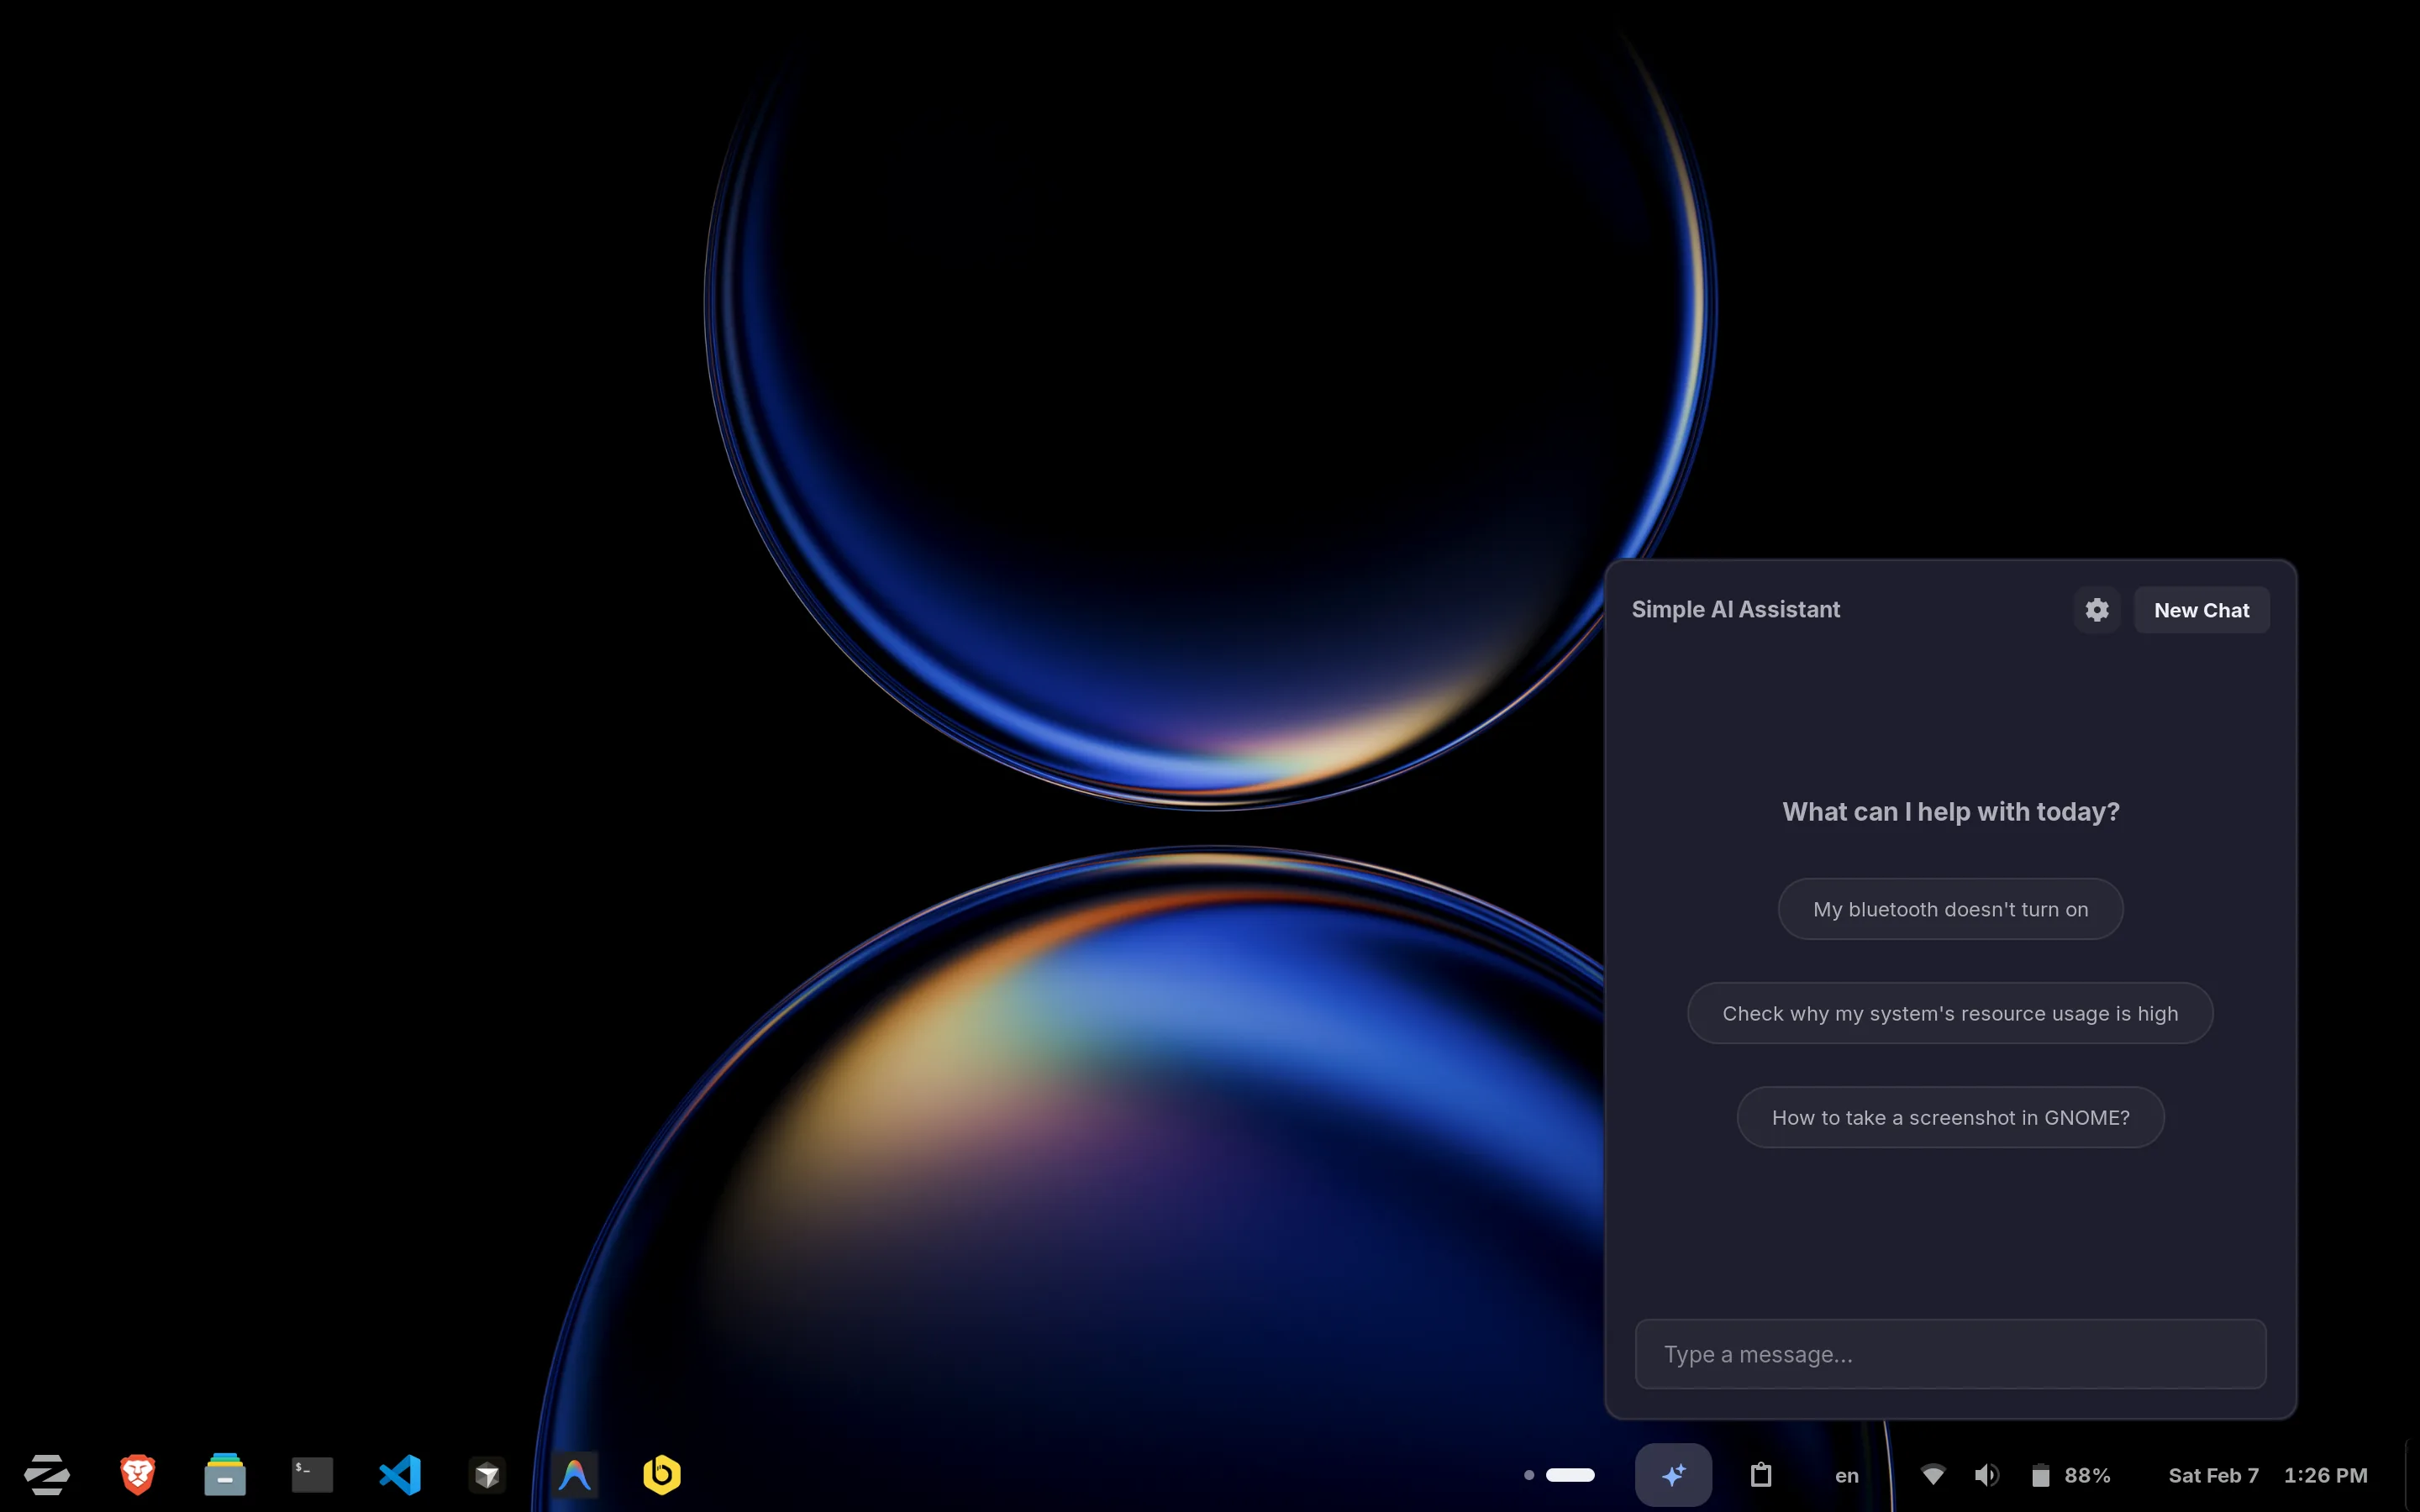 Simple AI Assistant
New Chat
What can I help with today?
My bluetooth doesn't turn on
Check why my system's resource usage is high
How to take a screenshot in GNOME?
Type a message...
$_
b
en
88%
Sat Feb 7
1:26 PM